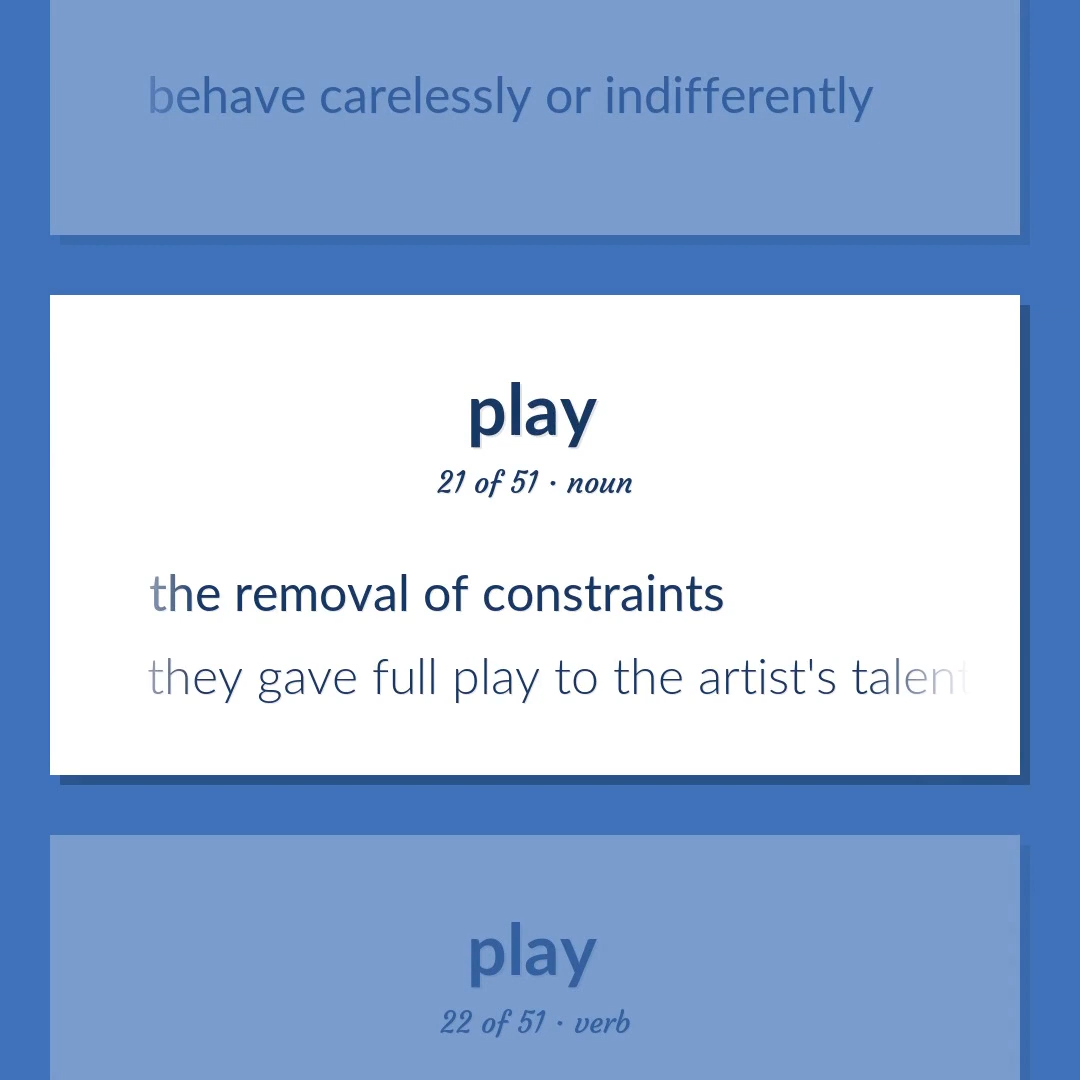 behave carelessly or indifferently
play
21 of 51 · noun
the removal of constraints
they gave full play to the artist's talent
play
22 of 51 · verb